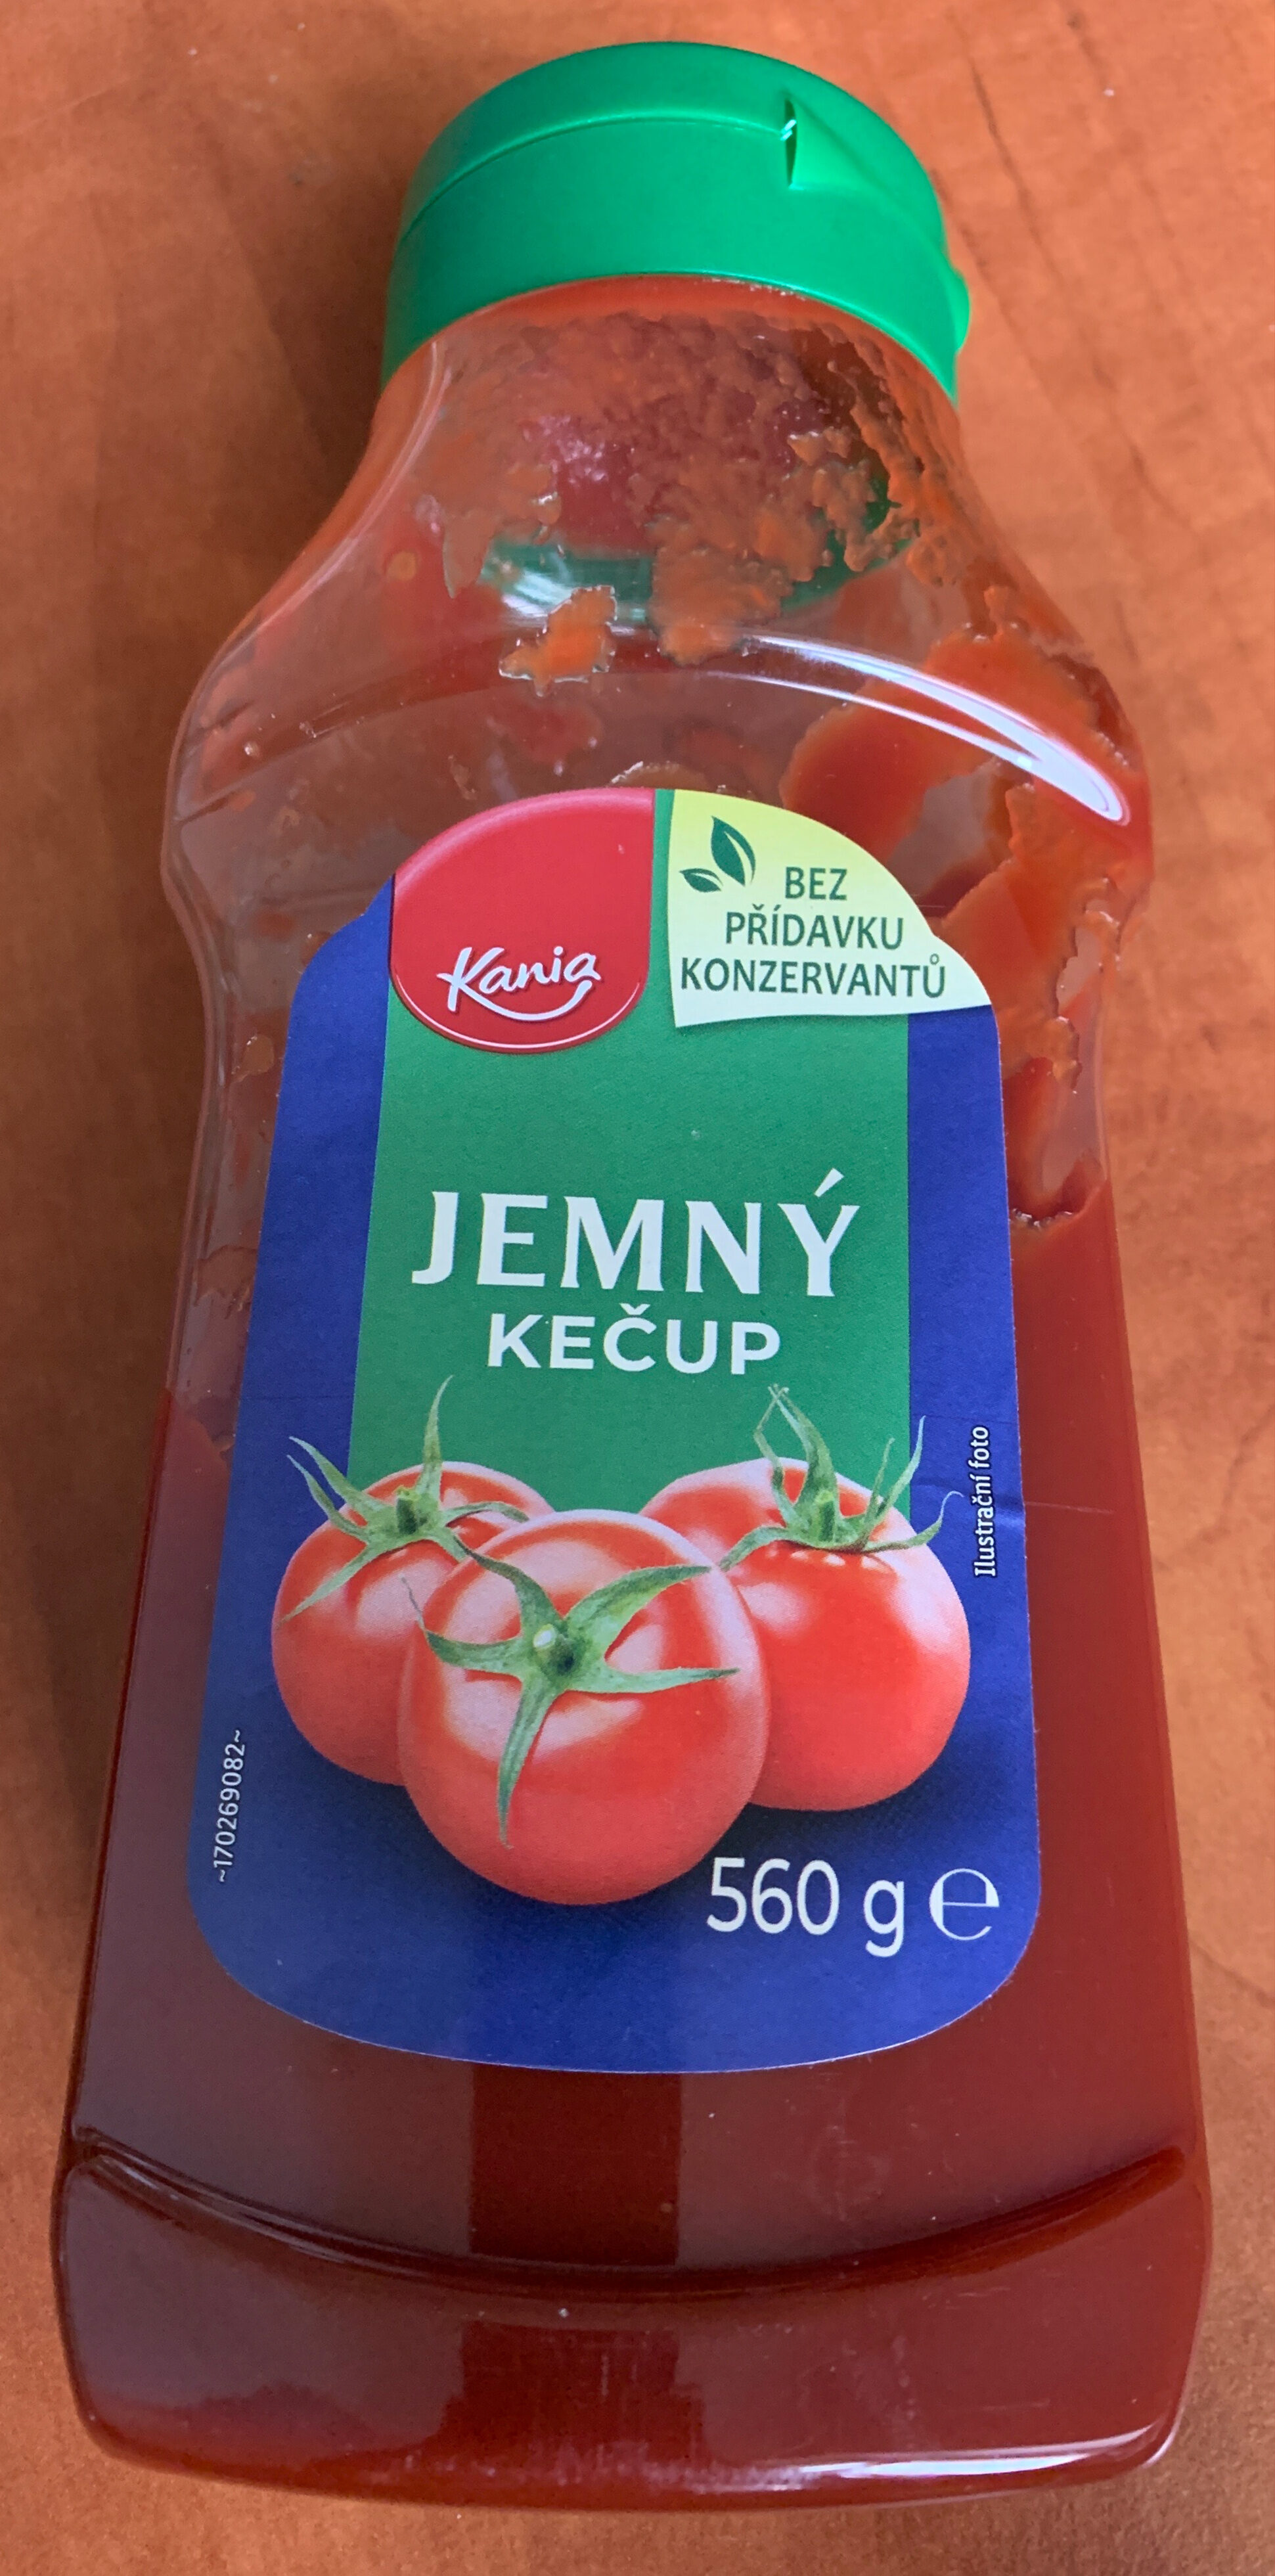 Kania
BEZ
PŘÍDAVKU
KONZERVANTŮ
JEMNÝ
KEČUP
Ilustrační foto
~170269082~
560 g ℮